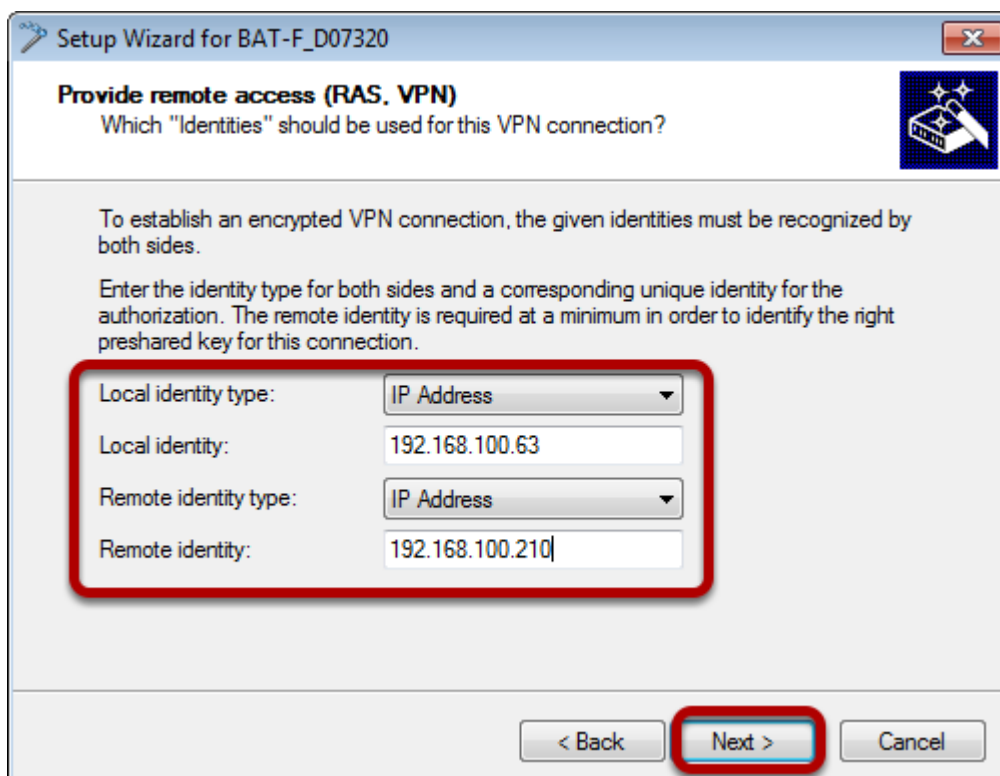 Setup Wizard for BAT-F_D07320
Provide remote access (RAS, VPN)
Which "Identities" should be used for this VPN connection?
To establish an encrypted VPN connection, the given identities must be recognized by
both sides.
Enter the identity type for both sides and a corresponding unique identity for the
authorization. The remote identity is required at a minimum in order to identify the right
preshared key for this connection.
Local identity type: IP Address
Local identity: 192.168.100.63
Remote identity type: IP Address
Remote identity: 192.168.100.210
< Back Next > Cancel